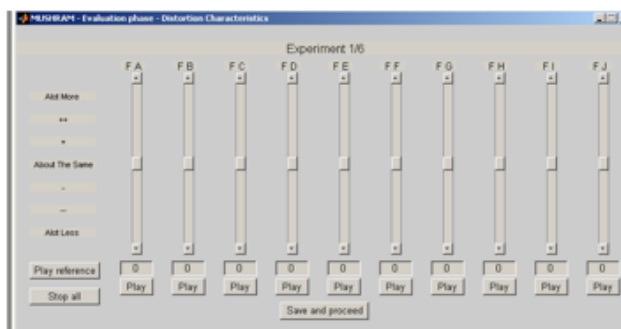 MUSHRAM - Evaluation phase - Distortion Characteristics
Experiment 1/6
F A F B F C F D F E F F F G F H F I F J
Alot More
++
+
About The Same
-
--
Alot Less
Play reference 0 0 0 0 0 0 0 0 0 0
Stop all Play Play Play Play Play Play Play Play Play Play
Save and proceed